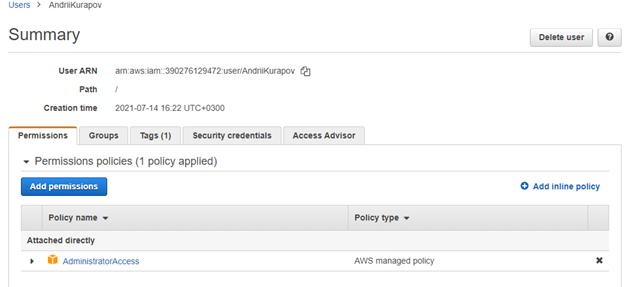 Users > AndriiKurapov
Summary
Delete user
User ARN arn:aws:iam::390276129472:user/AndriiKurapov
Path /
Creation time 2021-07-14 16:22 UTC+0300
Permissions Groups Tags (1) Security credentials Access Advisor
Permissions policies (1 policy applied)
Add permissions Add inline policy
Policy name Policy type
Attached directly
AdministratorAccess AWS managed policy